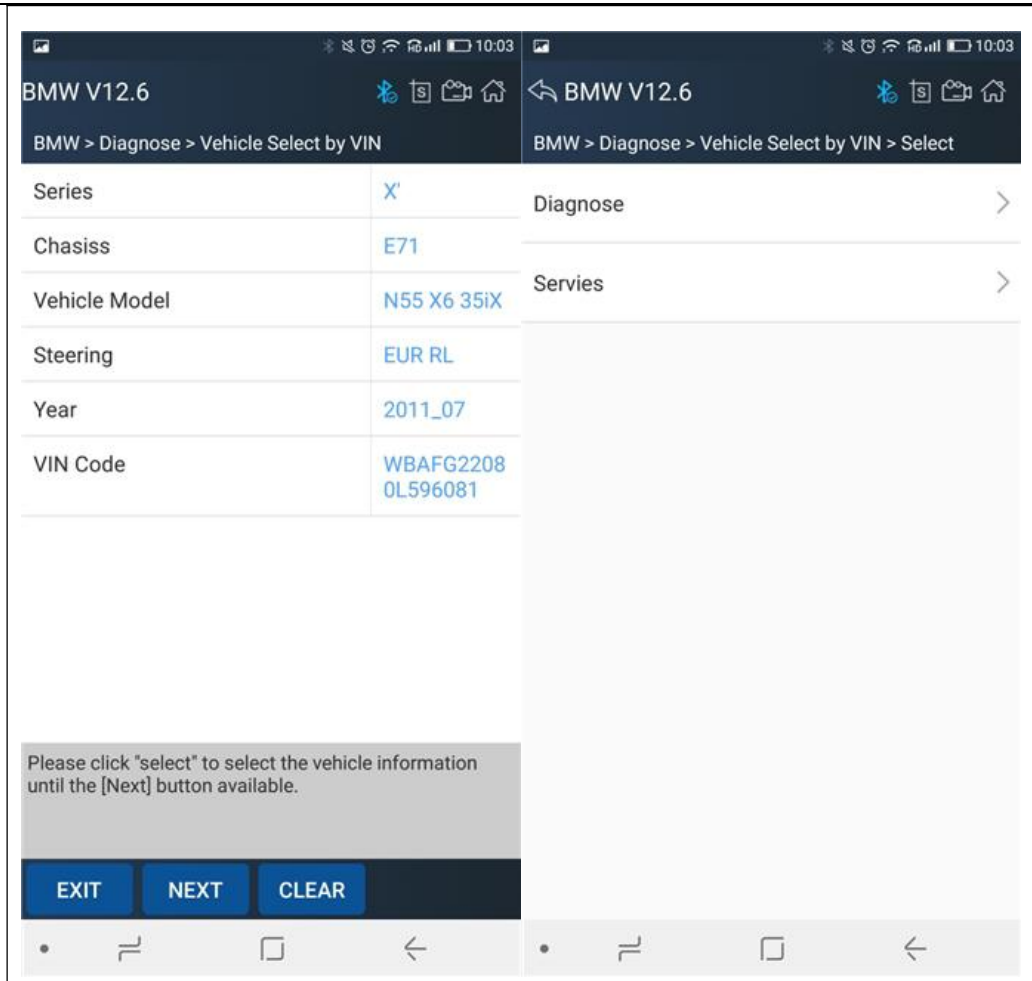 10:03
BMW V12.6
BMW > Diagnose > Vehicle Select by VIN
Series X'
Chasiss E71
Vehicle Model N55 X6 35iX
Steering EUR RL
Year 2011_07
VIN Code WBAFG2208
0L596081
Please click "select" to select the vehicle information
until the [Next] button available.
EXIT NEXT CLEAR
10:03
BMW V12.6
BMW > Diagnose > Vehicle Select by VIN > Select
Diagnose
Servies